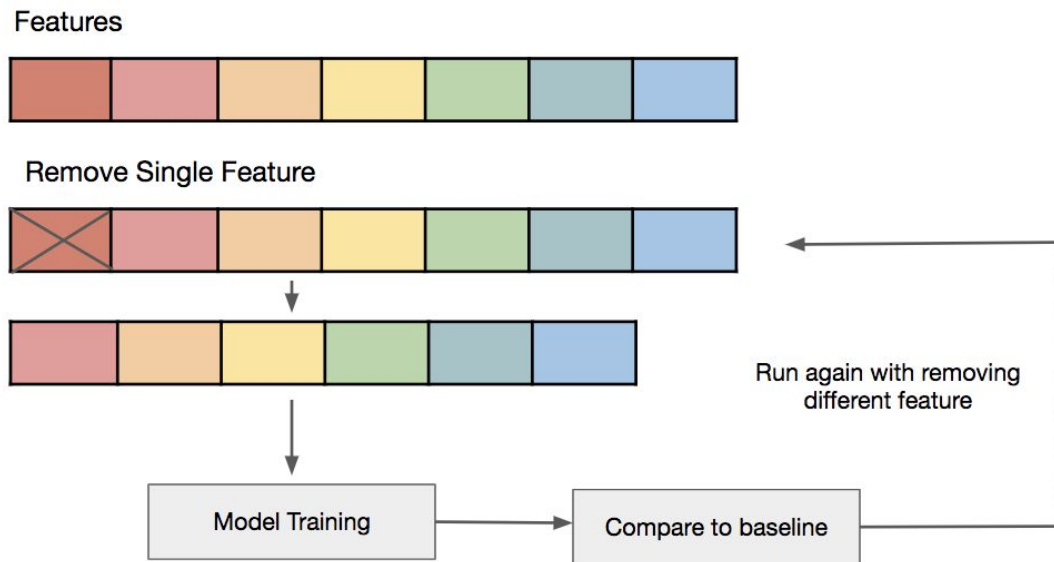 Features
Remove Single Feature
Run again with removing
different feature
Model Training
Compare to baseline